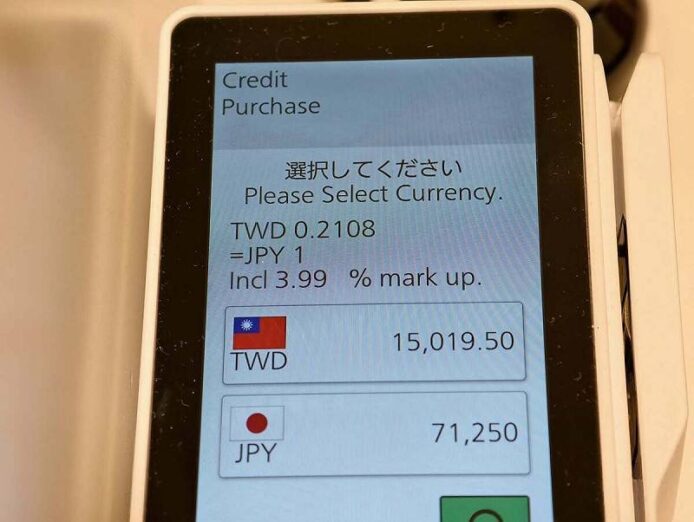 Credit
Purchase
選択してください
Please Select Currency.
TWD 0.2108
=JPY 1
Incl 3.99 % mark up.
15,019.50
TWD
71,250
JPY